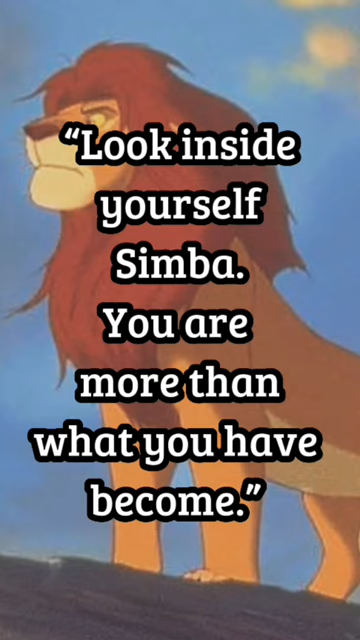 “Look inside
yourself
Simba.
You are
more than
what you have
become.”